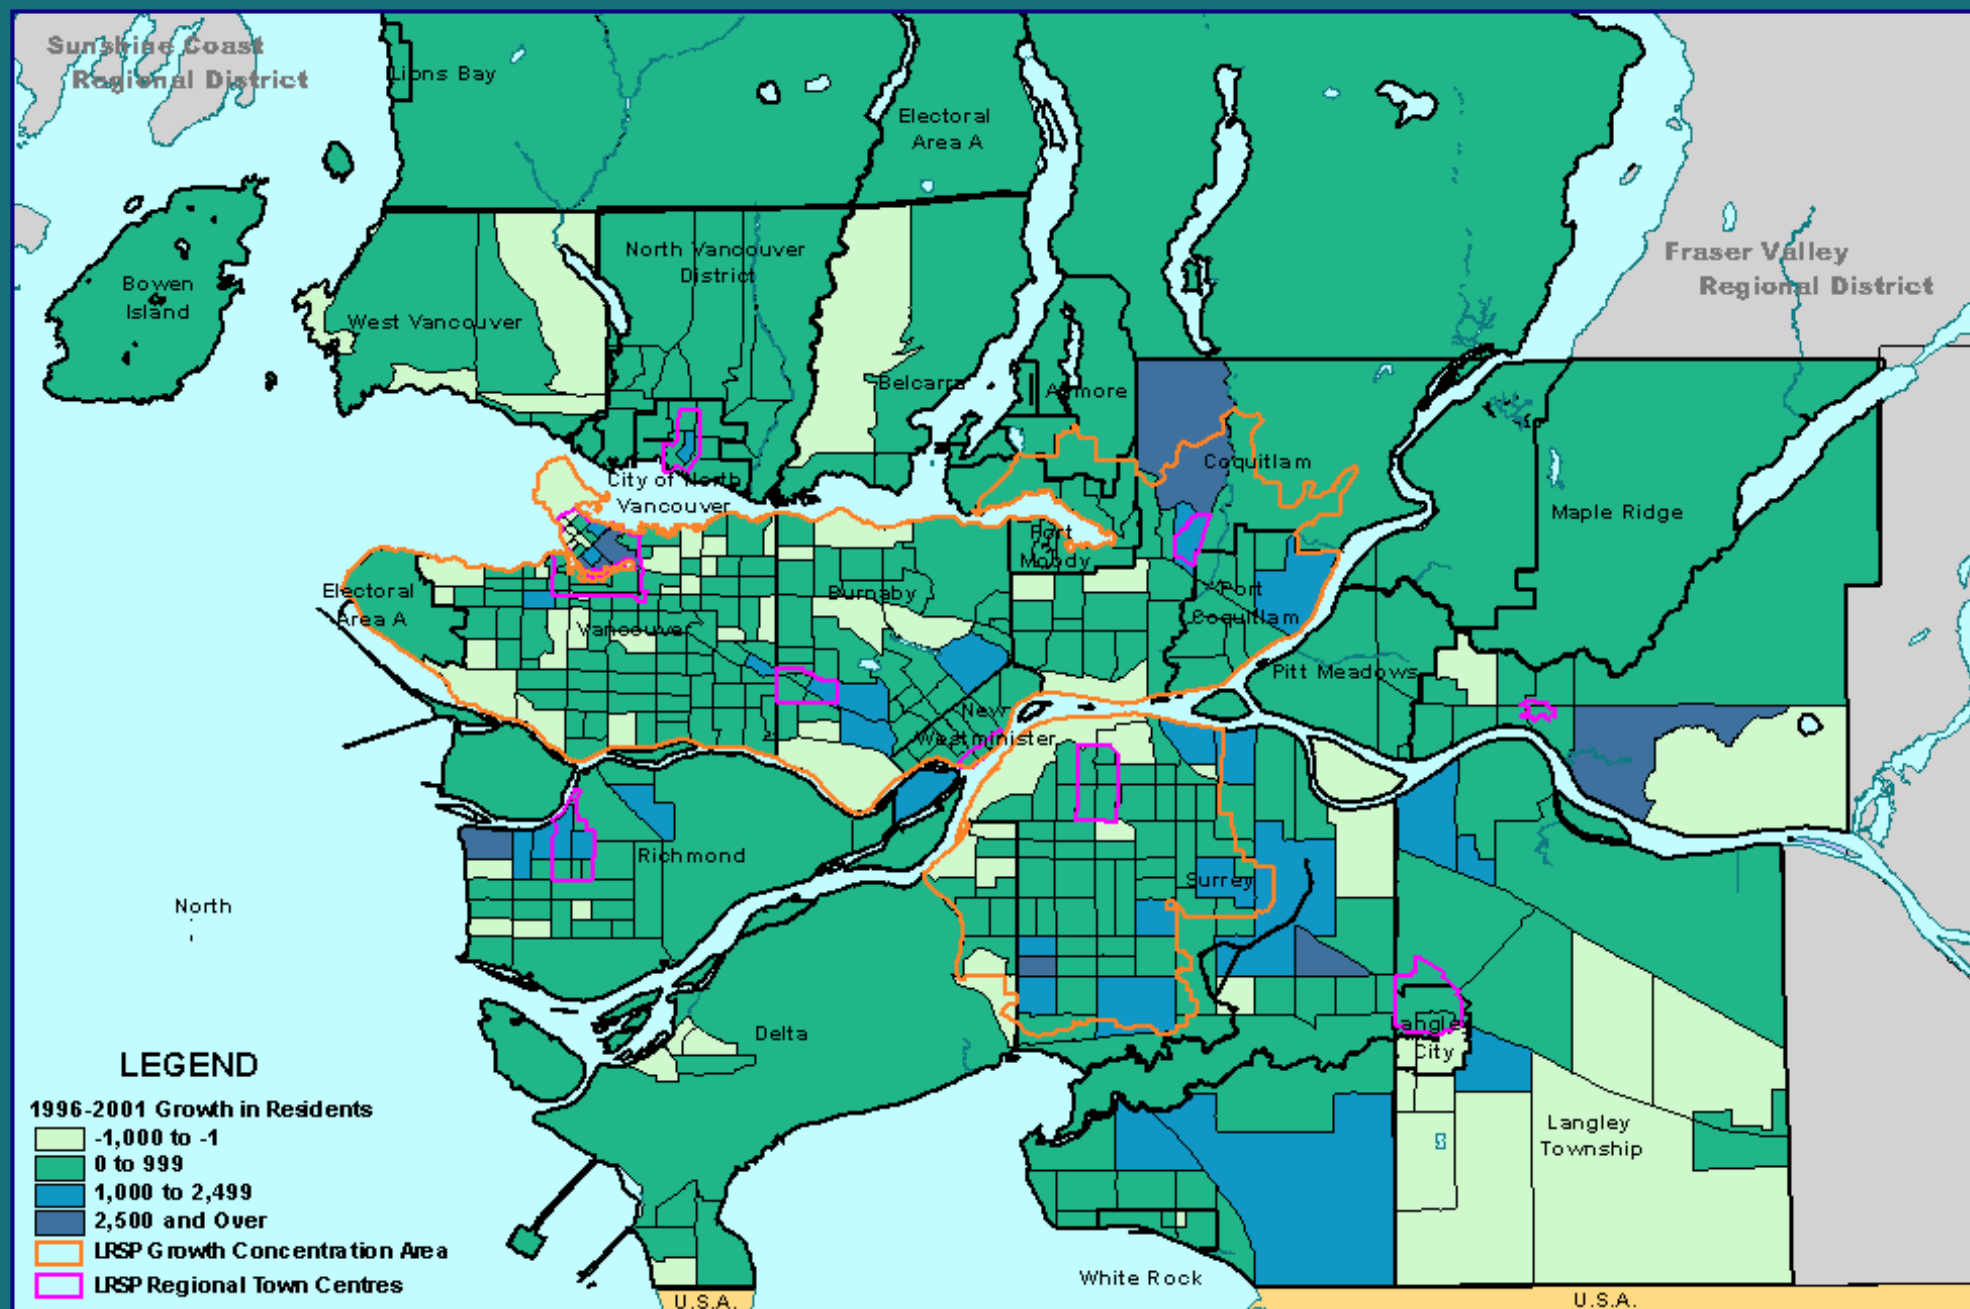 Sunshine Coast
Regional District
Lions Bay
Electoral
Area A
Bowen
Island
North Vancouver
District
West Vancouver
Fraser Valley
Regional District
Belcarra
Anmore
Coquitlam
City of North
Vancouver
Maple Ridge
Port
Moody
Electoral
Area A
Burnaby
Port
Coquitlam
Vancouver
Pitt Meadows
New
Westminister
Richmond
Surrey
North
Delta
Langley
City
Langley
Township
White Rock
U.S.A.
U.S.A.
LEGEND
1996-2001 Growth in Residents
-1,000 to -1
0 to 999
1,000 to 2,499
2,500 and Over
LRSP Growth Concentration Area
LRSP Regional Town Centres